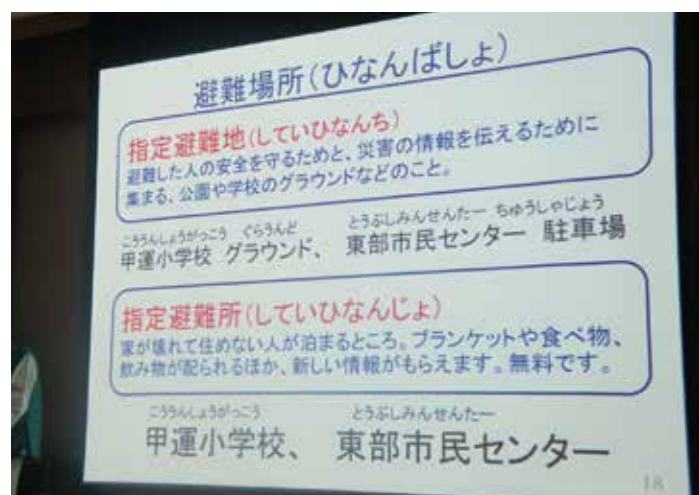 避難場所(ひなんばしょ)
指定避難地(していひなんち)
避難した人の安全を守るためと、災害の情報を伝えるために
集まる、公園や学校のグラウンドなどのこと。
こううんしょうがっこう ぐらうんど とうぶしみんせんたー ちゅうしゃじょう
甲運小学校 グラウンド、 東部市民センター 駐車場
指定避難所(していひなんじょ)
家が壊れて住めない人が泊まるところ。ブランケットや食べ物、
飲み物が配られるほか、新しい情報がもらえます。無料です。
こううんしょうがっこう とうぶしみんせんたー
甲運小学校、 東部市民センター
18